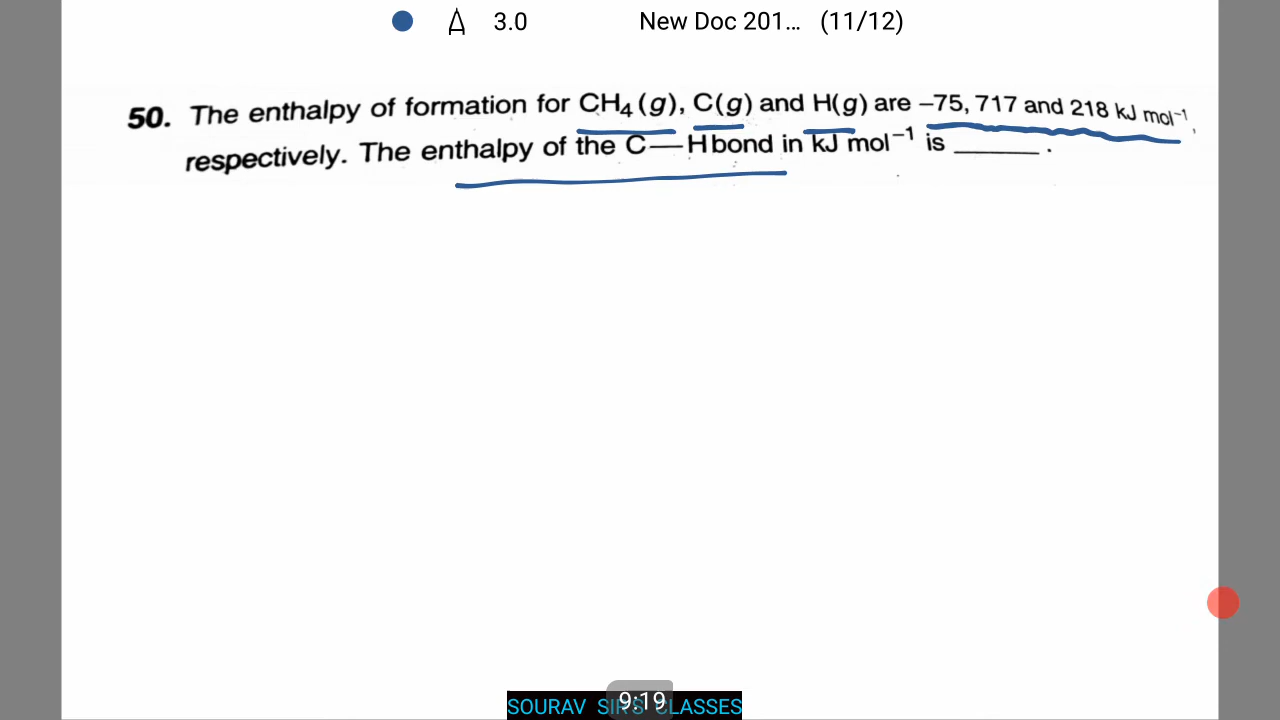 3.0 New Doc 201... (11/12)
50. The enthalpy of formation for CH₄ (g), C(g) and H(g) are –75, 717 and 218 kJ mol⁻¹,
respectively. The enthalpy of the C—H bond in kJ mol⁻¹ is ______ .
9:19
SOURAV SIR'S CLASSES